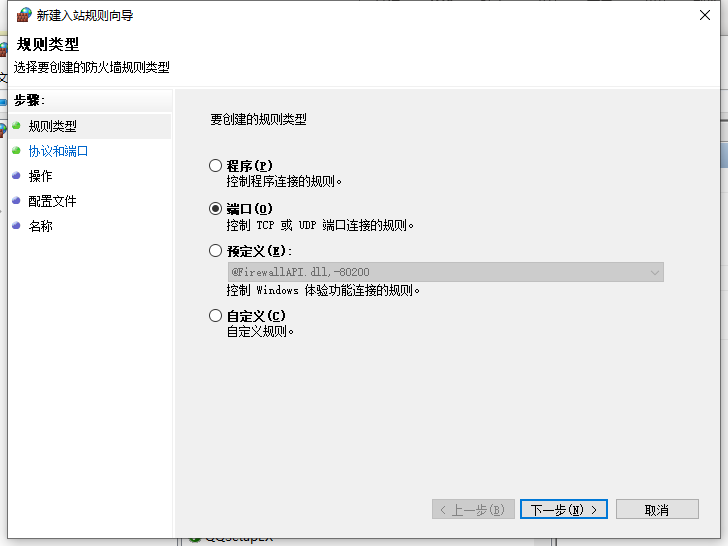 新建入站规则向导
规则类型
选择要创建的防火墙规则类型
步骤:
规则类型
协议和端口
操作
配置文件
名称
要创建的规则类型
程序(P)
控制程序连接的规则。
端口(O)
控制 TCP 或 UDP 端口连接的规则。
预定义(E):
@FirewallAPI.dll,-80200
控制 Windows 体验功能连接的规则。
自定义(C)
自定义规则。
< 上一步(B)
下一步(N) >
取消